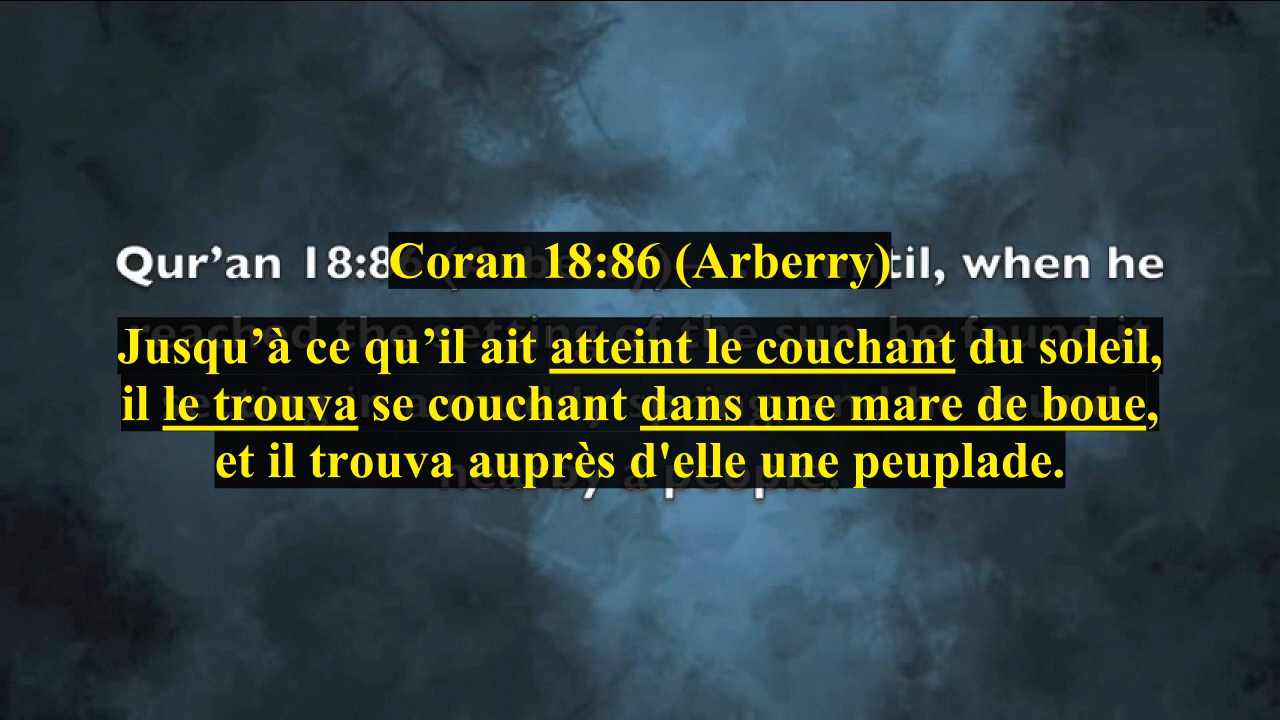 Qur’an 18:8 til, when he
Coran 18:86 (Arberry)
Jusqu’à ce qu’il ait atteint le couchant du soleil,
il le trouva se couchant dans une mare de boue,
et il trouva auprès d'elle une peuplade.
nearby a people.